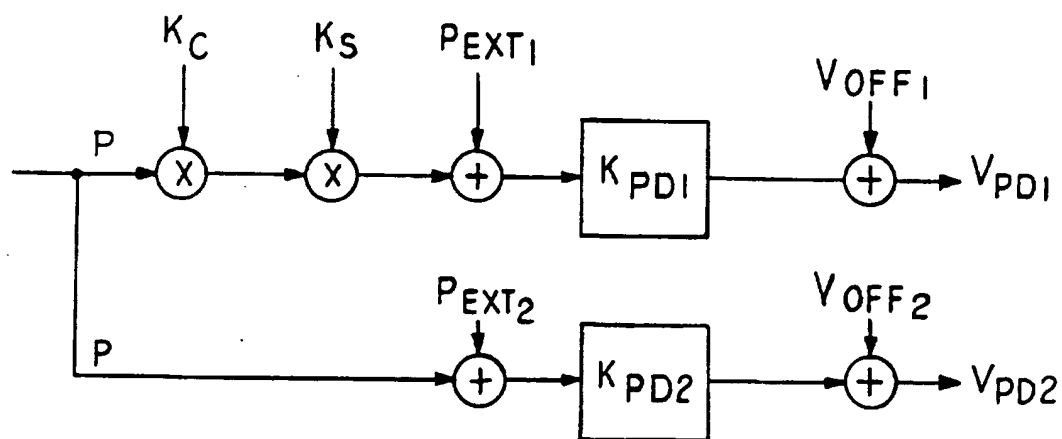 K_C K_S P_EXT1 V_OFF1
P X X + K_PD1 + V_PD1
P_EXT2 V_OFF2
P + K_PD2 + V_PD2